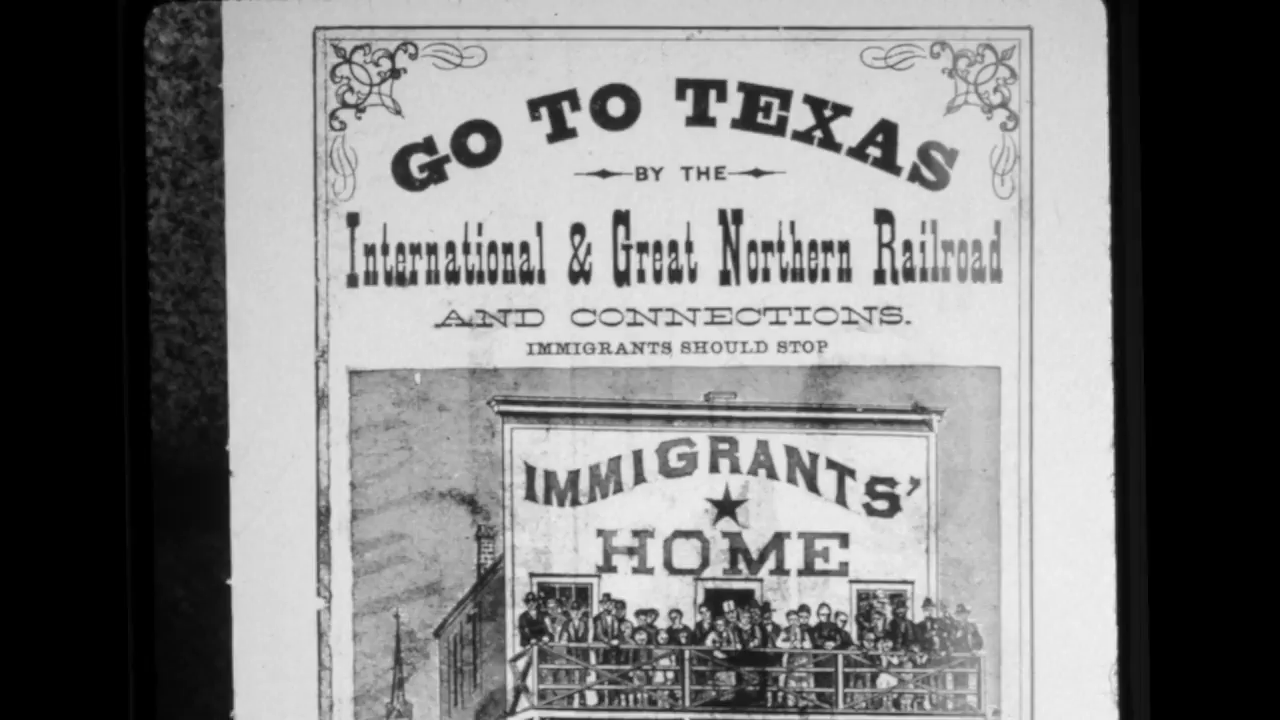 GO TO TEXAS
BY THE
International & Great Northern Railroad
AND CONNECTIONS.
IMMIGRANTS SHOULD STOP
IMMIGRANTS'
HOME